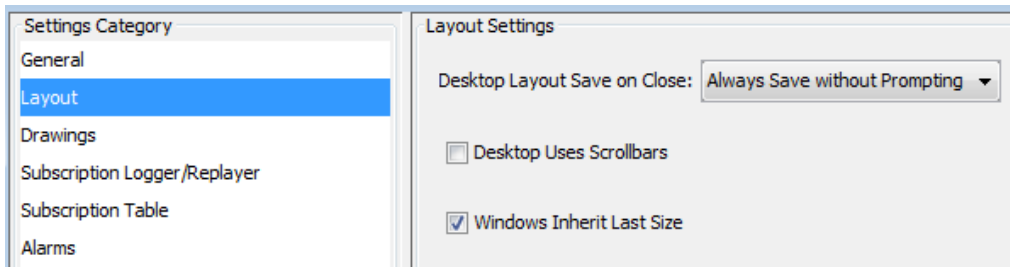 Settings Category
General
Layout
Drawings
Subscription Logger/Replayer
Subscription Table
Alarms
Layout Settings
Desktop Layout Save on Close: Always Save without Prompting
Desktop Uses Scrollbars
Windows Inherit Last Size